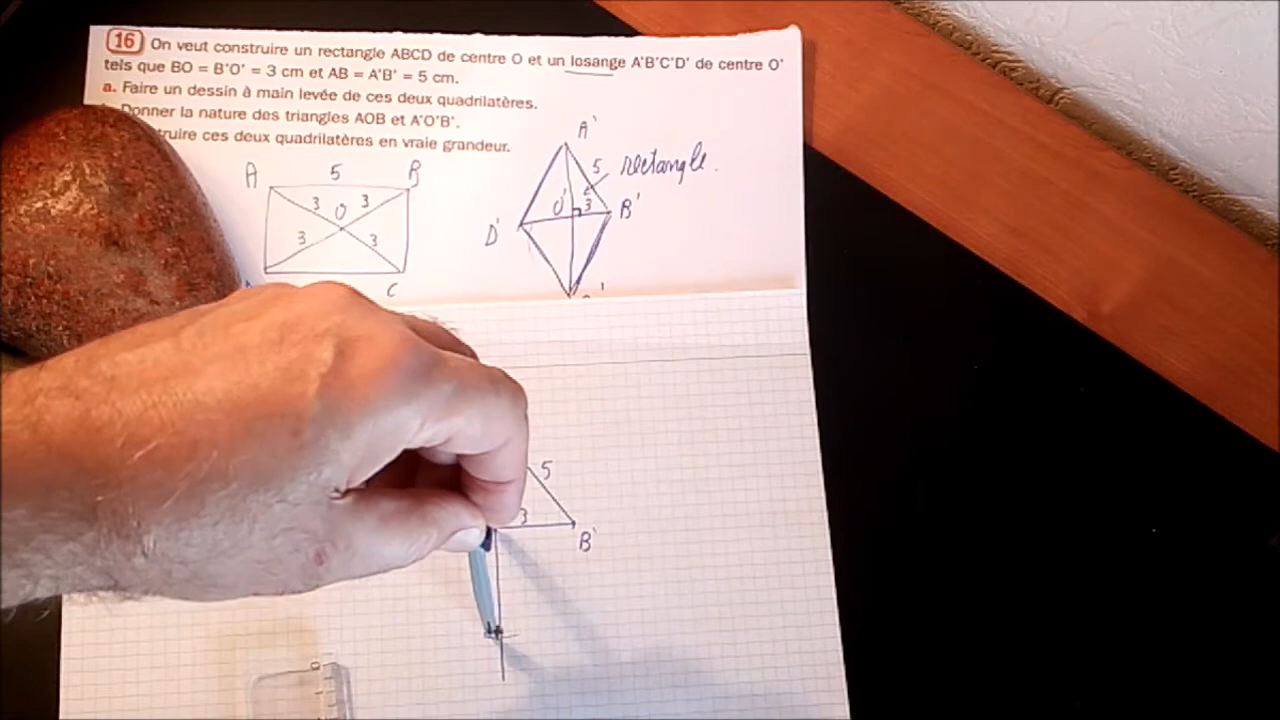 16 On veut construire un rectangle ABCD de centre O et un losange A'B'C'D' de centre O'
tels que BO = B'O' = 3 cm et AB = A'B' = 5 cm.
a. Faire un dessin à main levée de ces deux quadrilatères.
Donner la nature des triangles AOB et A'O'B'.
ces deux quadrilatères en vraie grandeur.
A 5 B
3 3
O
3 3
C
A'
5 rectangle.
O' 3 B'
D'
5
3
B'